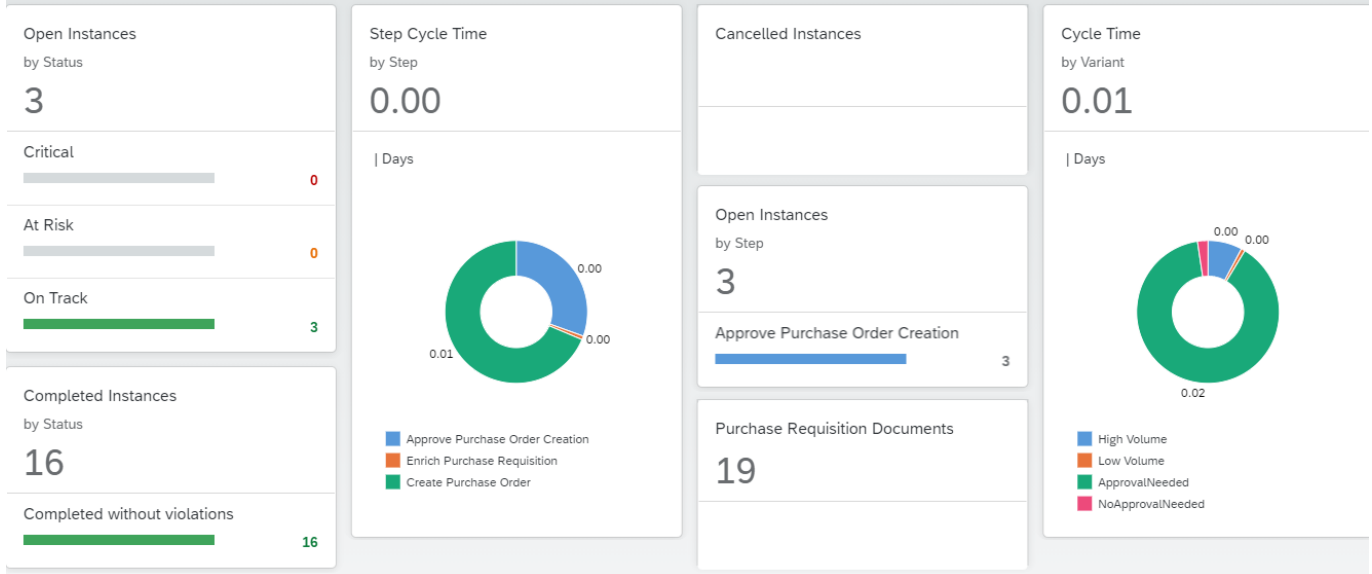 Open Instances
by Status
3
Critical
0
At Risk
0
On Track
3
Completed Instances
by Status
16
Completed without violations
16
Step Cycle Time
by Step
0.00
| Days
0.00
0.00
0.01
Approve Purchase Order Creation
Enrich Purchase Requisition
Create Purchase Order
Cancelled Instances
Open Instances
by Step
3
Approve Purchase Order Creation
3
Purchase Requisition Documents
19
Cycle Time
by Variant
0.01
| Days
0.00
0.00
0.02
High Volume
Low Volume
ApprovalNeeded
NoApprovalNeeded